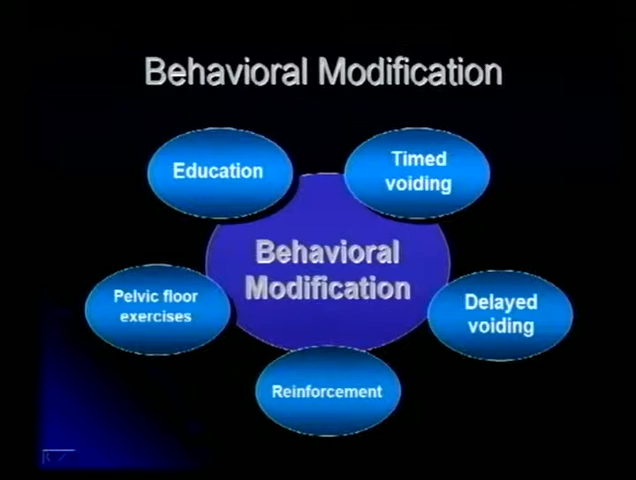 Behavioral Modification
Education
Timed
voiding
Behavioral
Modification
Pelvic floor
exercises
Delayed
voiding
Reinforcement